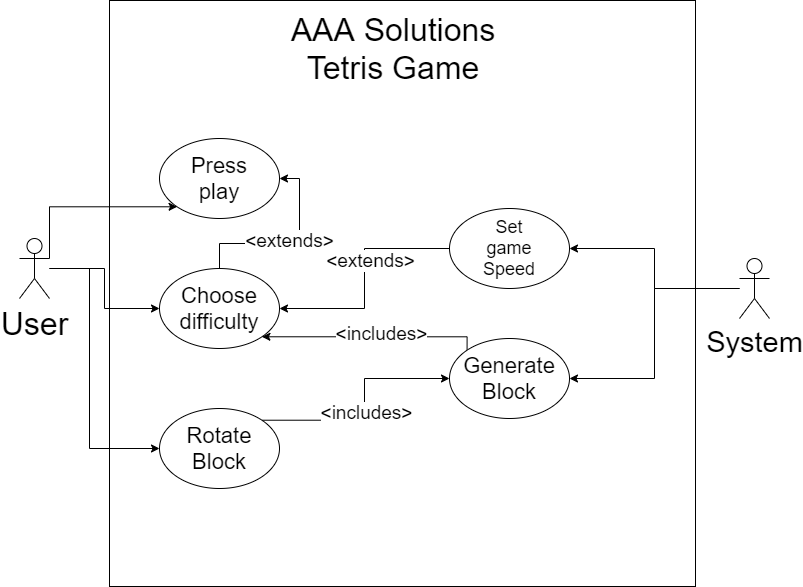 AAA Solutions
Tetris Game
Press
play
<extends>
Set
game
Speed
<extends>
Choose
difficulty
User
<includes>
System
Generate
Block
<includes>
Rotate
Block